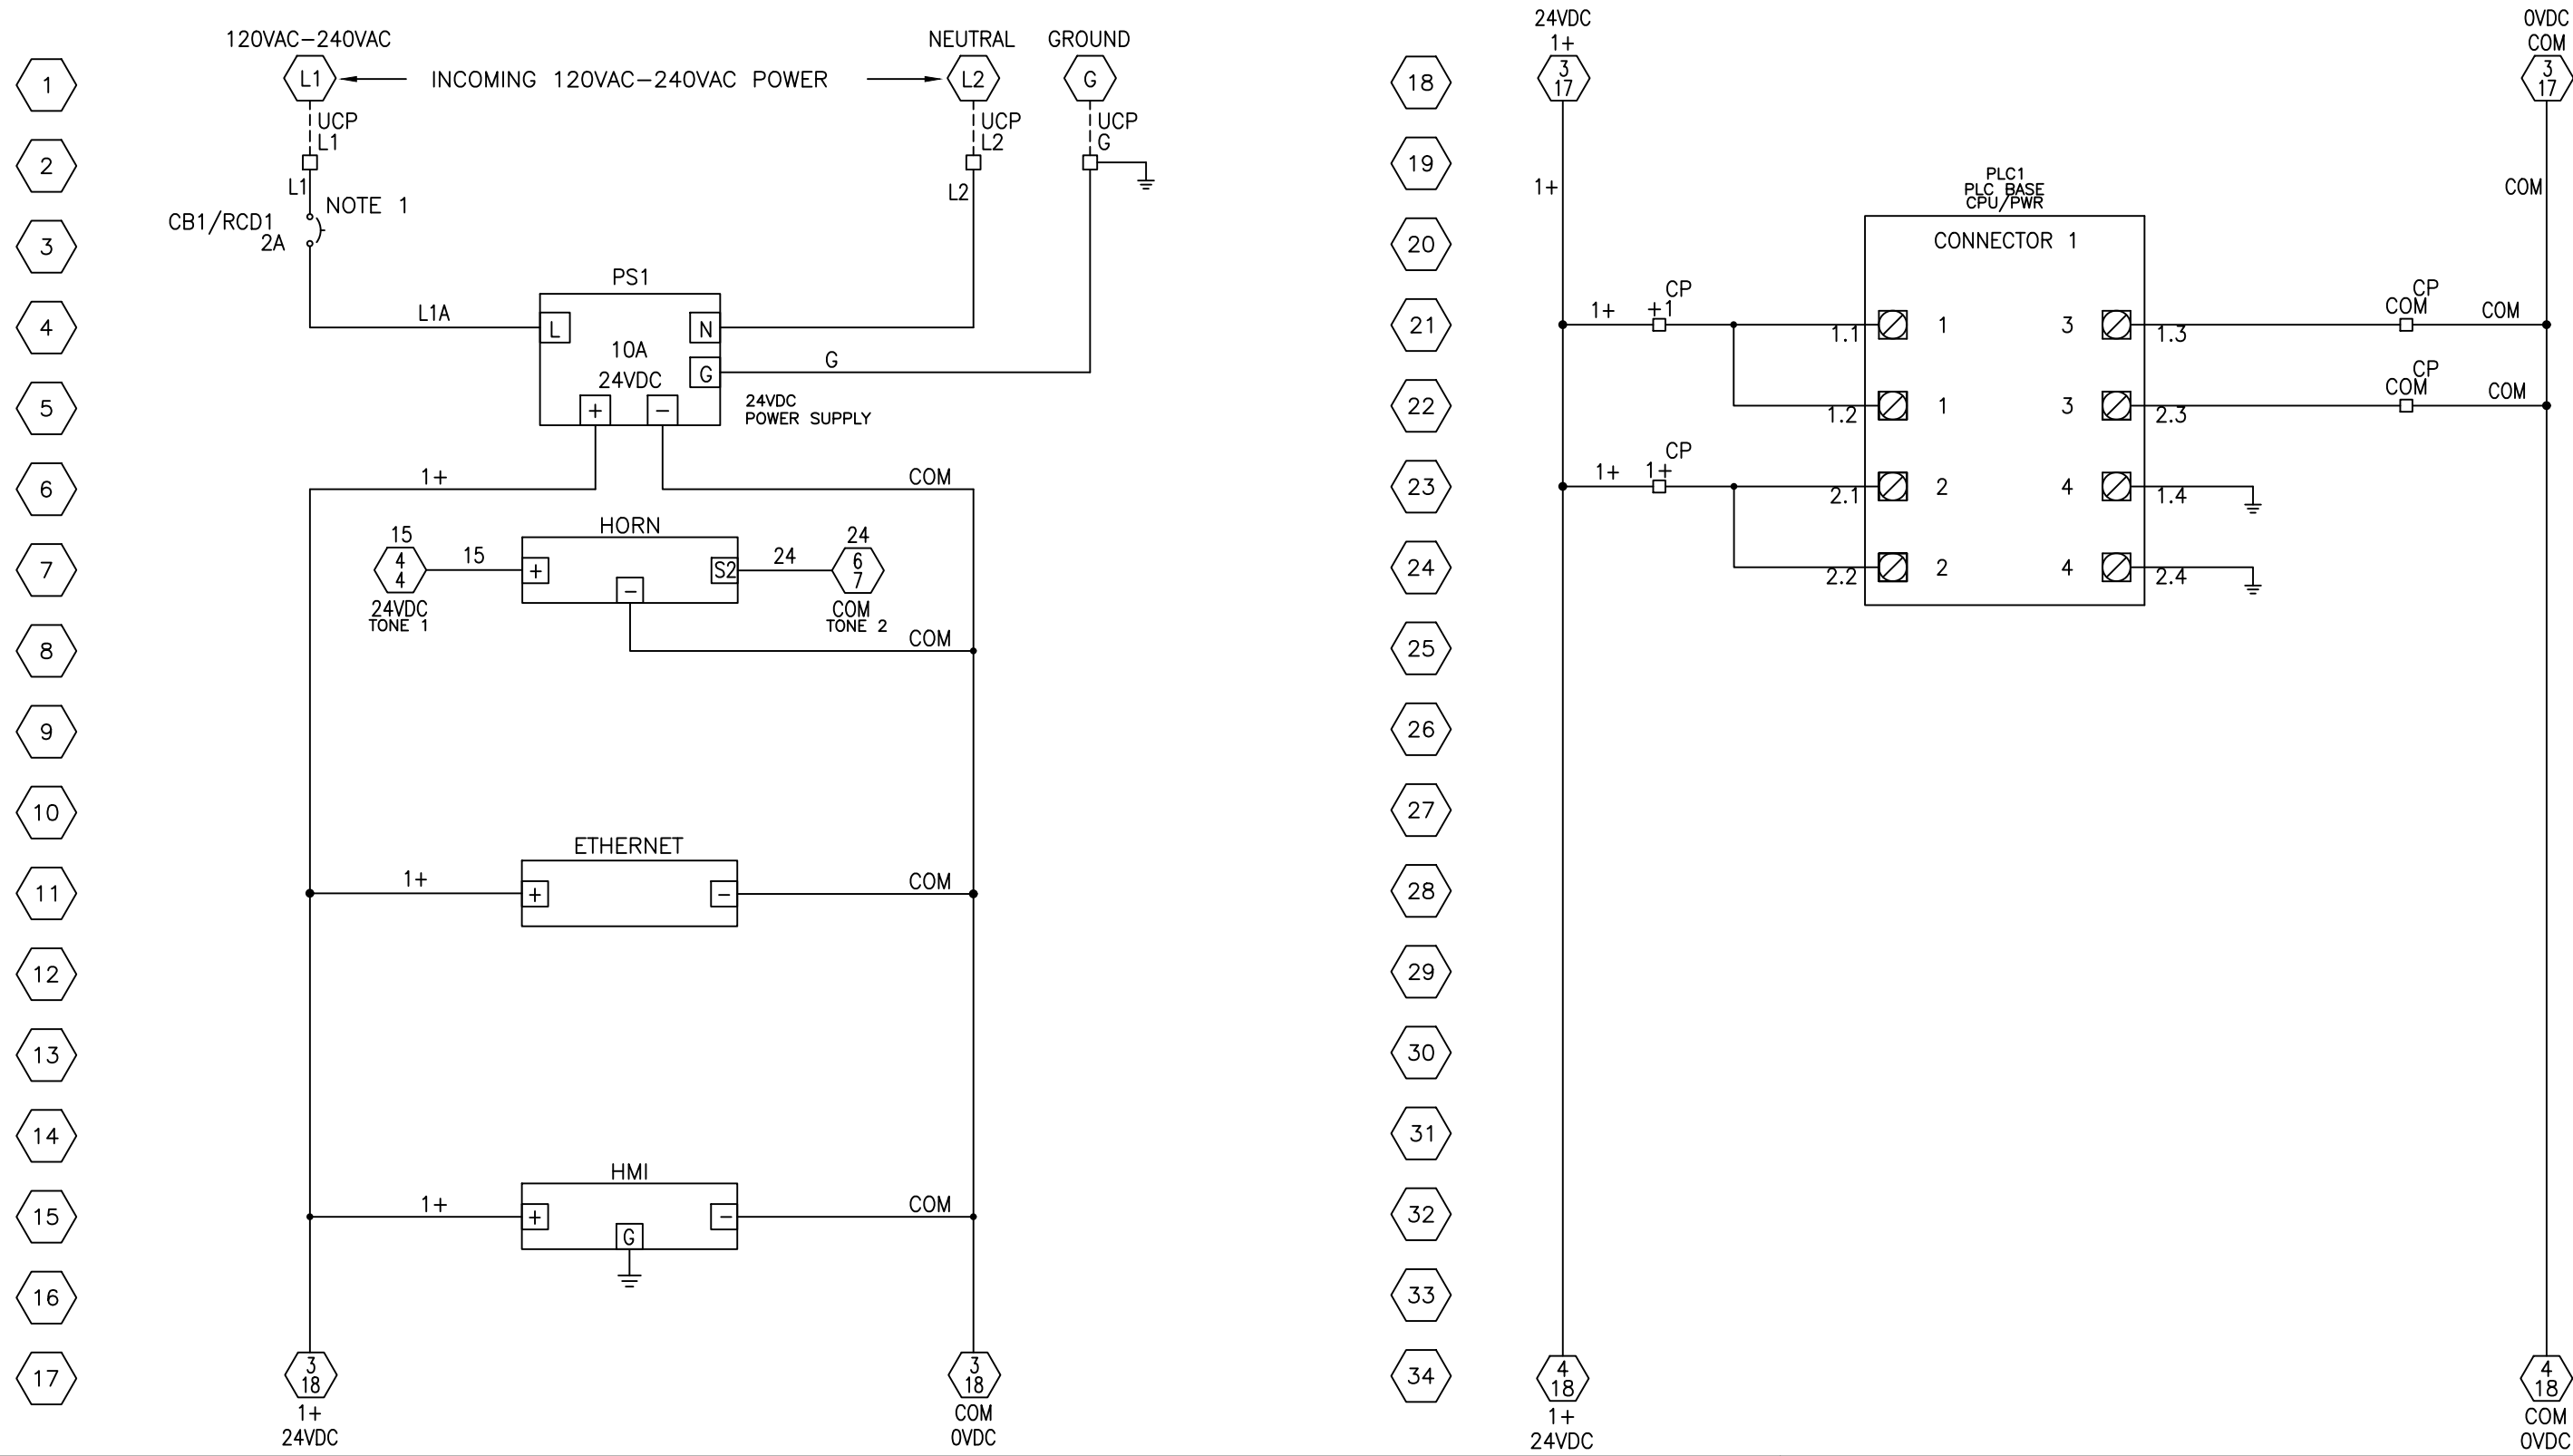 120VAC-240VAC
NEUTRAL
GROUND
1
L1
INCOMING 120VAC-240VAC POWER
L2
G
UCP
L1
UCP
L2
UCP
G
2
L1
L2
NOTE 1
3
CB1/RCD1
2A
PS1
4
L1A
L
N
10A
24VDC
G
G
5
+
-
24VDC
POWER SUPPLY
6
1+
COM
HORN
7
15
4
4
24VDC
TONE 1
15
+
-
S2
24
24
6
7
COM
TONE 2
8
COM
9
10
ETHERNET
11
1+
+
-
COM
12
13
14
HMI
15
1+
+
-
COM
G
16
17
3
18
1+
24VDC
3
18
COM
0VDC
24VDC
1+
3
17
0VDC
COM
3
17
18
19
1+
COM
PLC1
PLC BASE
CPU/PWR
20
CONNECTOR 1
21
1+
CP
+1
1.1
1
3
1.3
CP
COM
COM
22
1.2
1
3
2.3
CP
COM
COM
23
1+
CP
1+
2.1
2
4
1.4
24
2.2
2
4
2.4
25
26
27
28
29
30
31
32
33
34
4
18
1+
24VDC
4
18
COM
0VDC